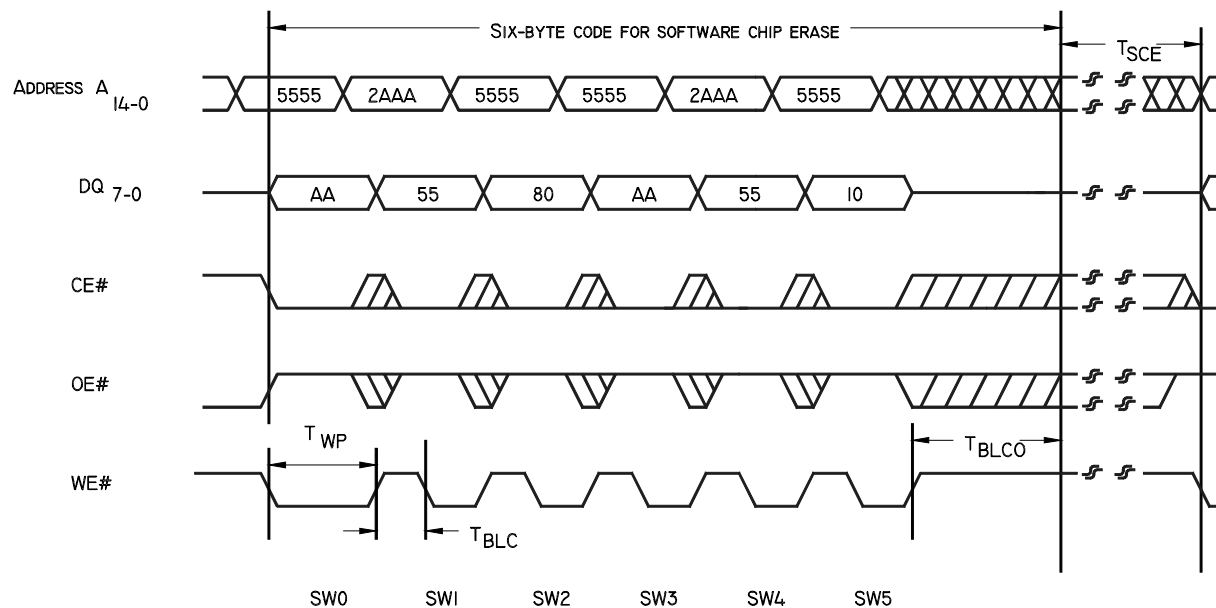 SIX-BYTE CODE FOR SOFTWARE CHIP ERASE
TSCE
ADDRESS A14-0
5555 2AAA 5555 5555 2AAA 5555
DQ7-0
AA 55 80 AA 55 10
CE#
OE#
TWP
TBLCO
WE#
TBLC
SW0 SW1 SW2 SW3 SW4 SW5